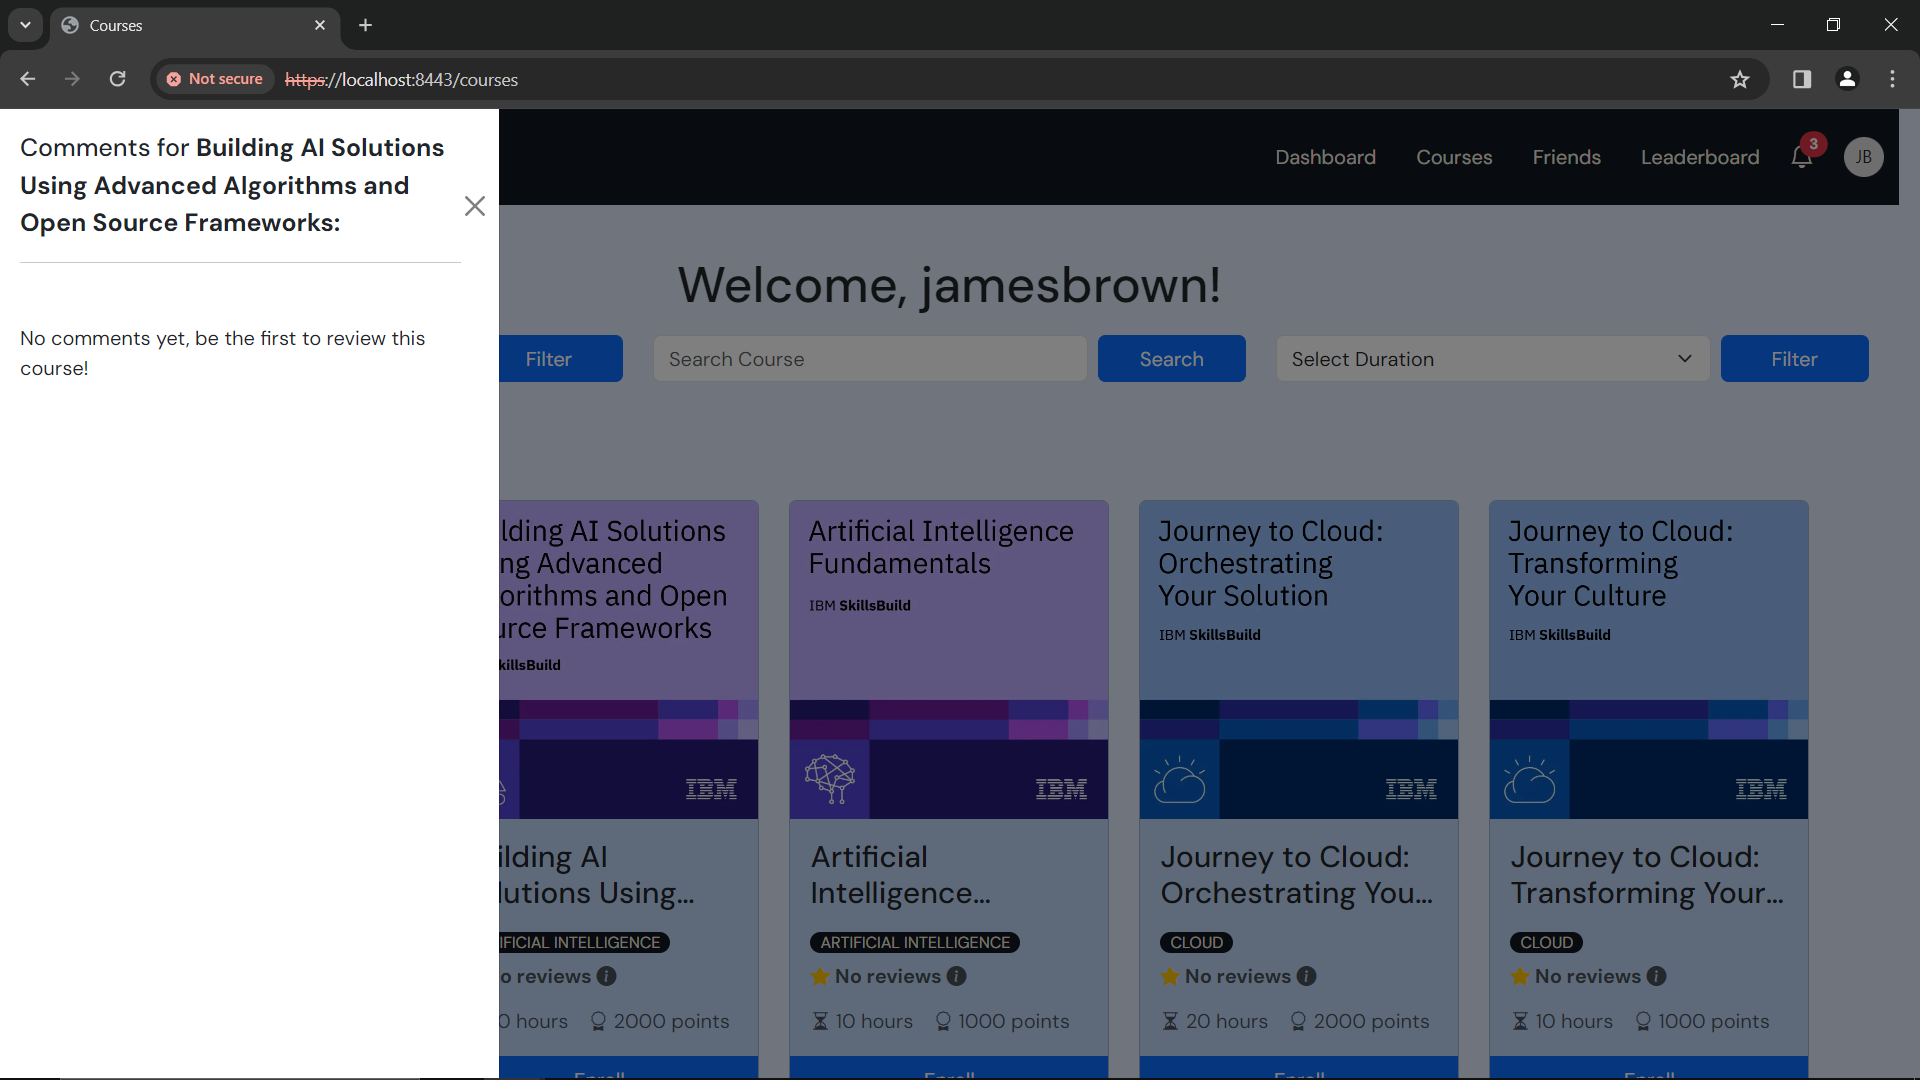 Courses
Not secure
https://localhost:8443/courses
Comments for Building AI Solutions
Using Advanced Algorithms and
Open Source Frameworks:
No comments yet, be the first to review this
course!
Dashboard
Courses
Friends
Leaderboard
3
JB
Welcome, jamesbrown!
Filter
Search Course
Search
Select Duration
Filter
lding AI Solutions
ng Advanced
orithms and Open
urce Frameworks
killsBuild
IBM
ilding AI
lutions Using...
IFICIAL INTELLIGENCE
o reviews
0 hours
2000 points
Enroll
Artificial Intelligence
Fundamentals
IBM SkillsBuild
IBM
Artificial
Intelligence...
ARTIFICIAL INTELLIGENCE
No reviews
10 hours
1000 points
Enroll
Journey to Cloud:
Orchestrating
Your Solution
IBM SkillsBuild
IBM
Journey to Cloud:
Orchestrating You...
CLOUD
No reviews
20 hours
2000 points
Enroll
Journey to Cloud:
Transforming
Your Culture
IBM SkillsBuild
IBM
Journey to Cloud:
Transforming Your...
CLOUD
No reviews
10 hours
1000 points
Enroll